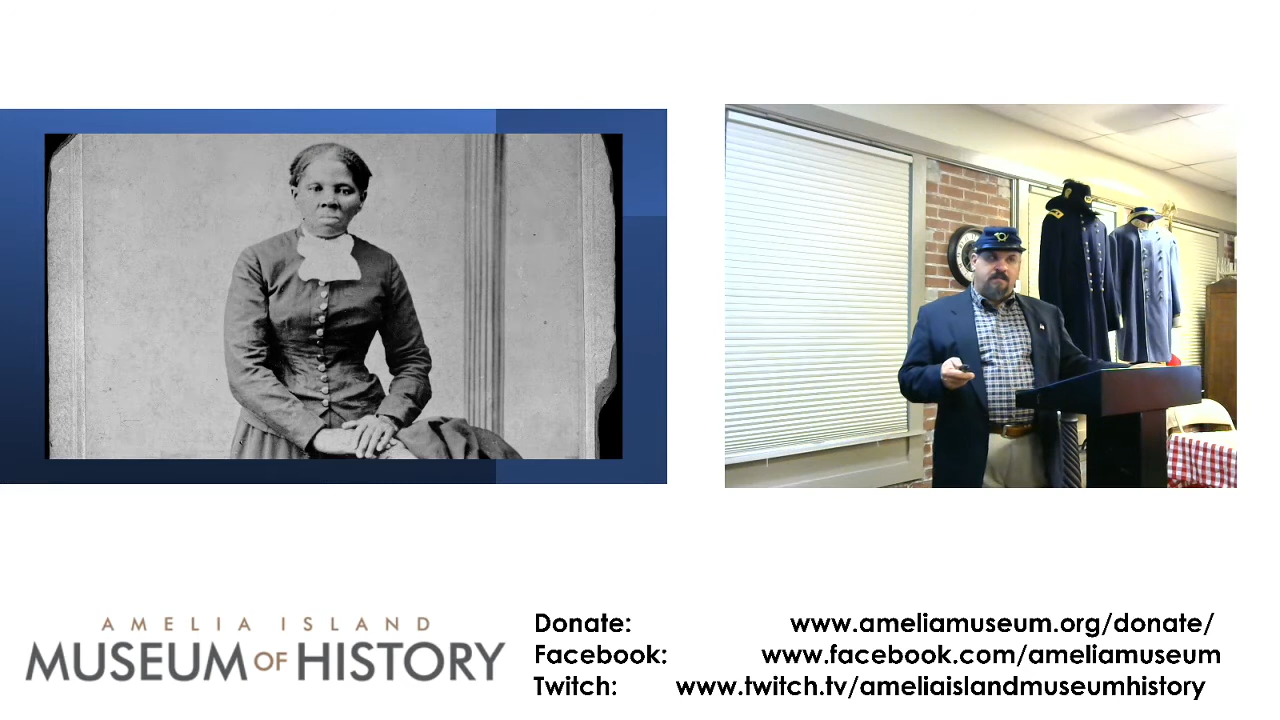 AMELIA ISLAND
MUSEUM OF HISTORY
Donate: www.ameliamuseum.org/donate/
Facebook: www.facebook.com/ameliamuseum
Twitch: www.twitch.tv/ameliaislandmuseumhistory